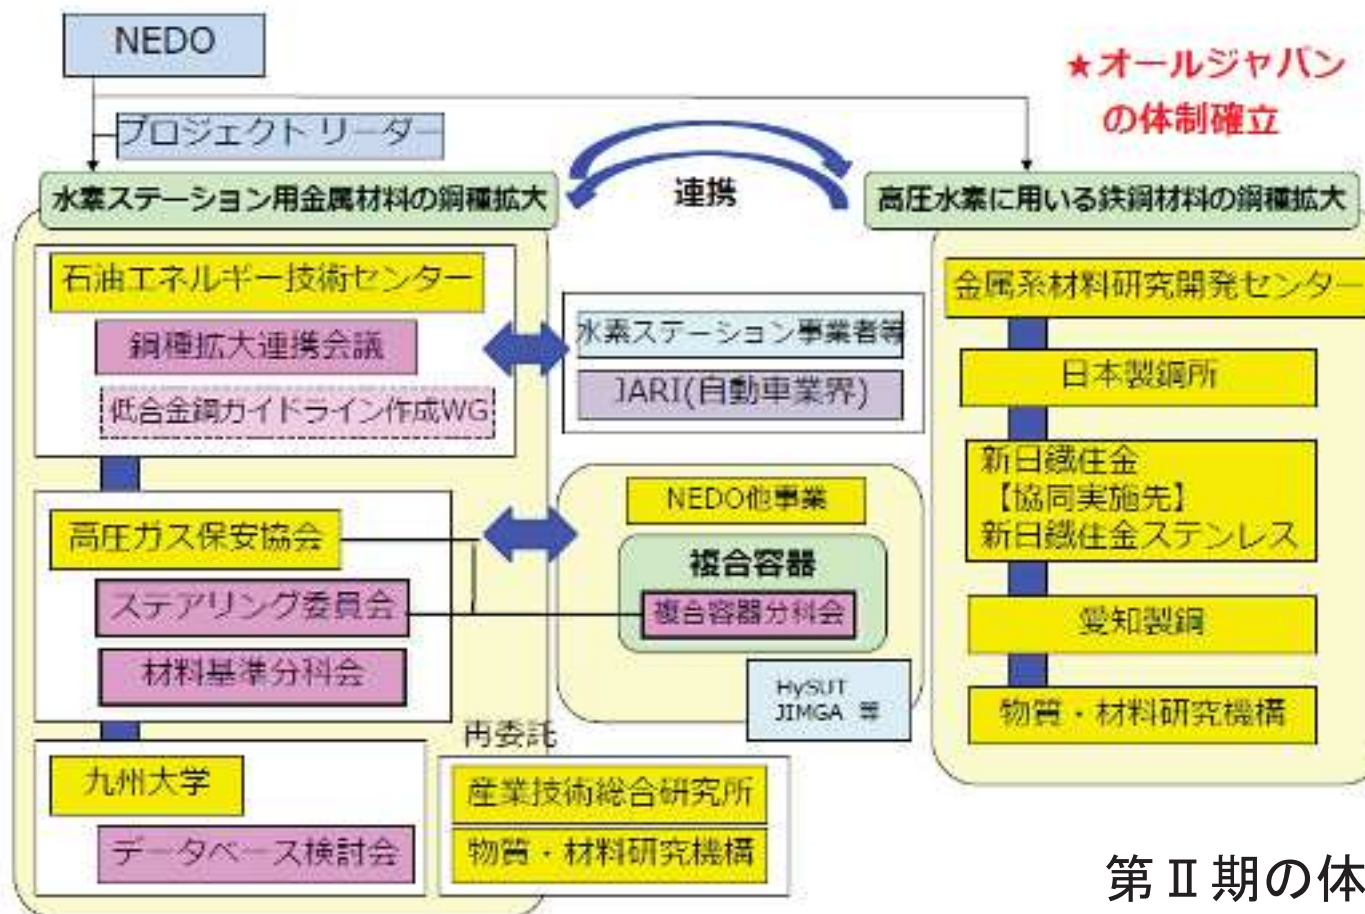 NEDO
★オールジャパン
の体制確立
プロジェクト リーダー
水素ステーション用金属材料の鋼種拡大
連携
高圧水素に用いる鉄鋼材料の鋼種拡大
石油エネルギー技術センター
鋼種拡大連携会議
低合金鋼ガイドライン作成WG
水素ステーション事業者等
JARI(自動車業界)
高圧ガス保安協会
ステアリング委員会
材料基準分科会
NEDO他事業
複合容器
複合容器分科会
HySUT
JIMGA 等
九州大学
データベース検討会
再委託
産業技術総合研究所
物質・材料研究機構
金属系材料研究開発センター
日本製鋼所
新日鐵住金
【協同実施先】
新日鐵住金ステンレス
愛知製鋼
物質・材料研究機構
第Ⅱ期の体